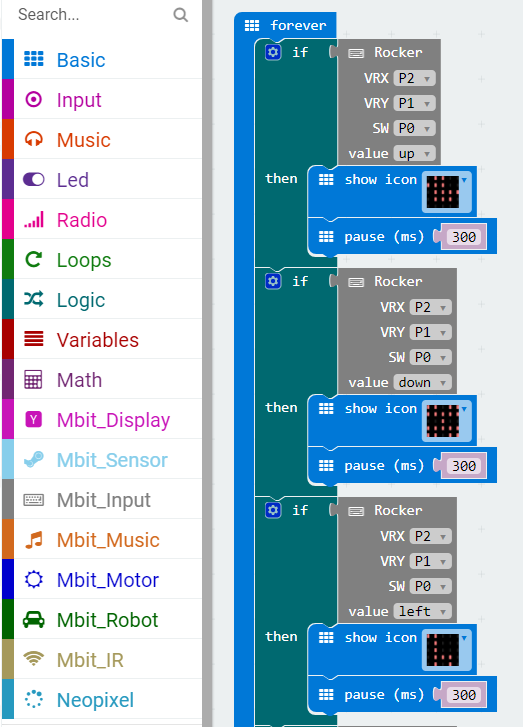 Search...
Basic
Input
Music
Led
Radio
Loops
Logic
Variables
Math
Mbit_Display
Mbit_Sensor
Mbit_Input
Mbit_Music
Mbit_Motor
Mbit_Robot
Mbit_IR
Neopixel
forever
if Rocker
VRX P2
VRY P1
SW P0
value up
then show icon
pause (ms) 300
if Rocker
VRX P2
VRY P1
SW P0
value down
then show icon
pause (ms) 300
if Rocker
VRX P2
VRY P1
SW P0
value left
then show icon
pause (ms) 300